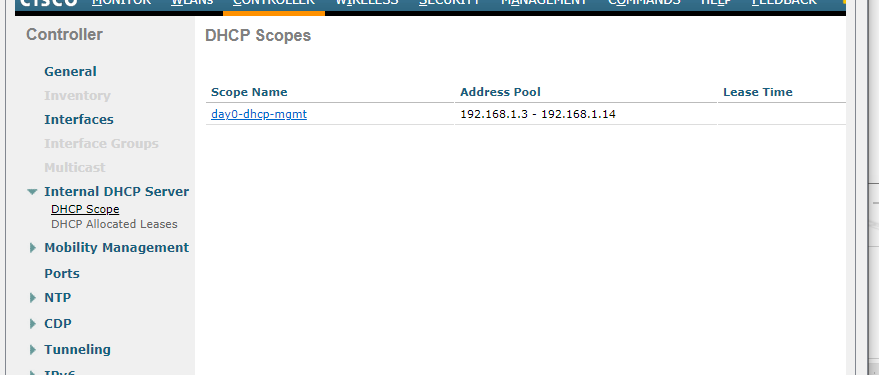 CISCO MONITOR WLANs CONTROLLER WIRELESS SECURITY MANAGEMENT COMMANDS HELP FEEDBACK
Controller
General
Inventory
Interfaces
Interface Groups
Multicast
Internal DHCP Server
DHCP Scope
DHCP Allocated Leases
Mobility Management
Ports
NTP
CDP
Tunneling
IPv6
DHCP Scopes
Scope Name Address Pool Lease Time
day0-dhcp-mgmt 192.168.1.3 - 192.168.1.14